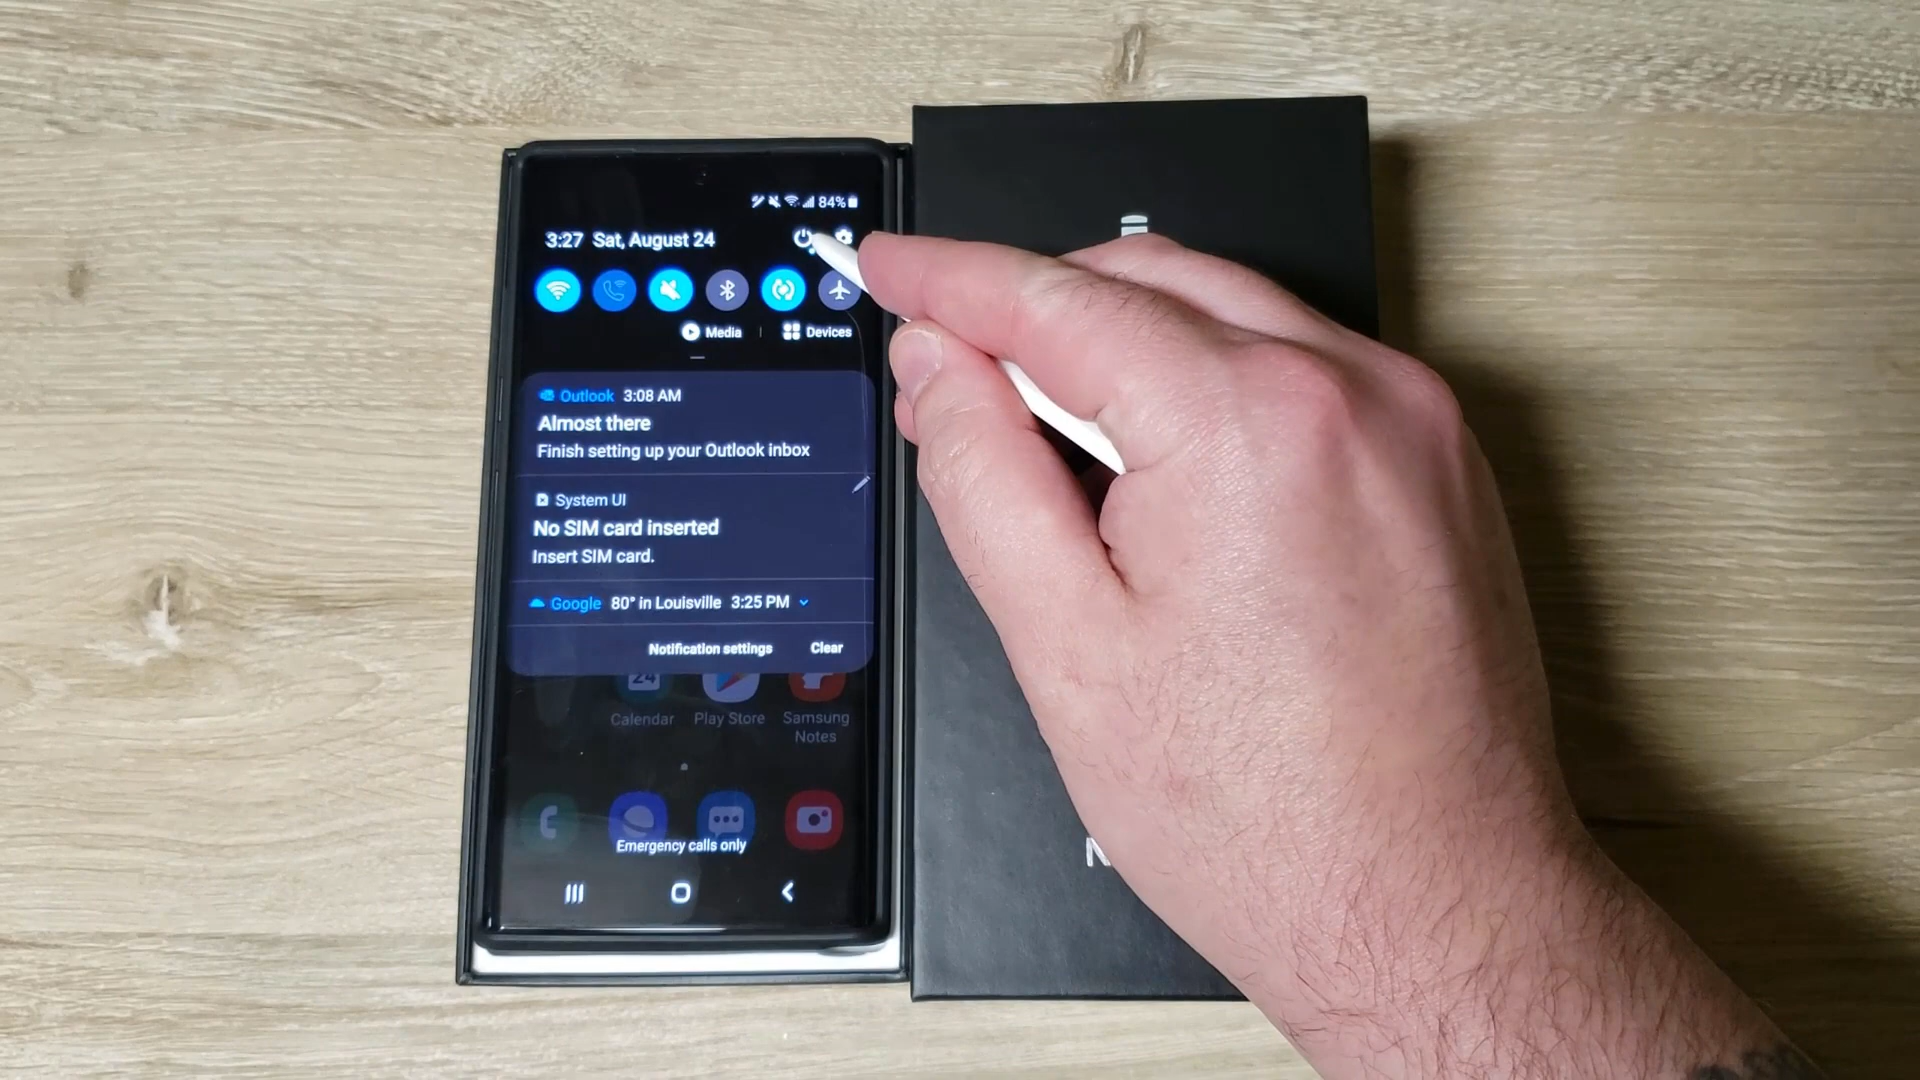 84%
3:27 Sat, August 24
Media | Devices
Outlook 3:08 AM
Almost there
Finish setting up your Outlook inbox
System UI
No SIM card inserted
Insert SIM card.
Google 80° in Louisville 3:25 PM
Notification settings Clear
24
Calendar Play Store Samsung
Notes
Emergency calls only
N